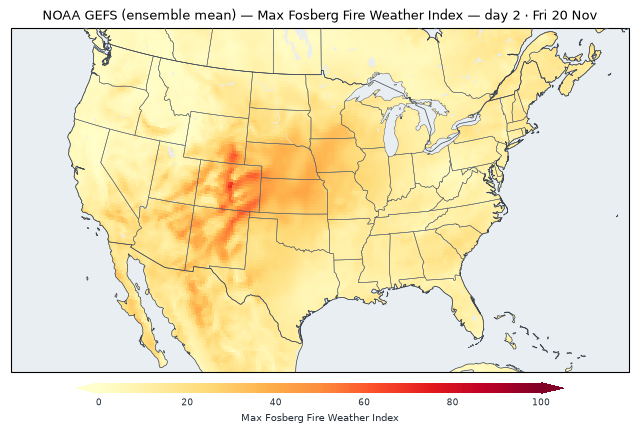 NOAA GEFS (ensemble mean) — Max Fosberg Fire Weather Index — day 2 · Fri 20 Nov
0 20 40 60 80 100
Max Fosberg Fire Weather Index